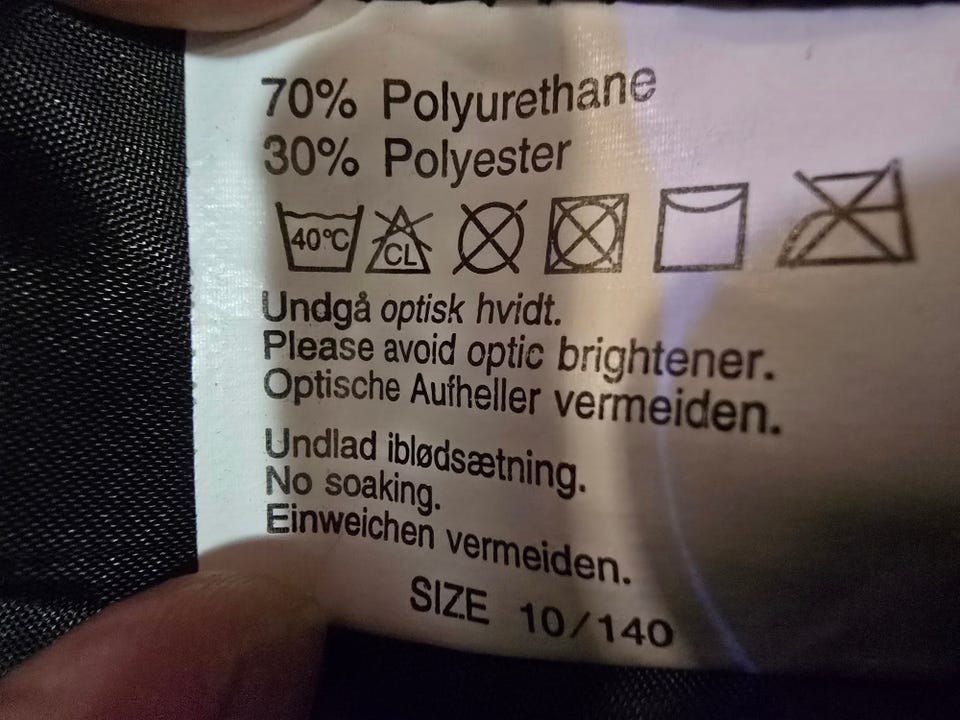 70% Polyurethane
30% Polyester
40°C CL
Undgå optisk hvidt.
Please avoid optic brightener.
Optische Aufheller vermeiden.
Undlad iblødsætning.
No soaking.
Einweichen vermeiden.
SIZE 10/140